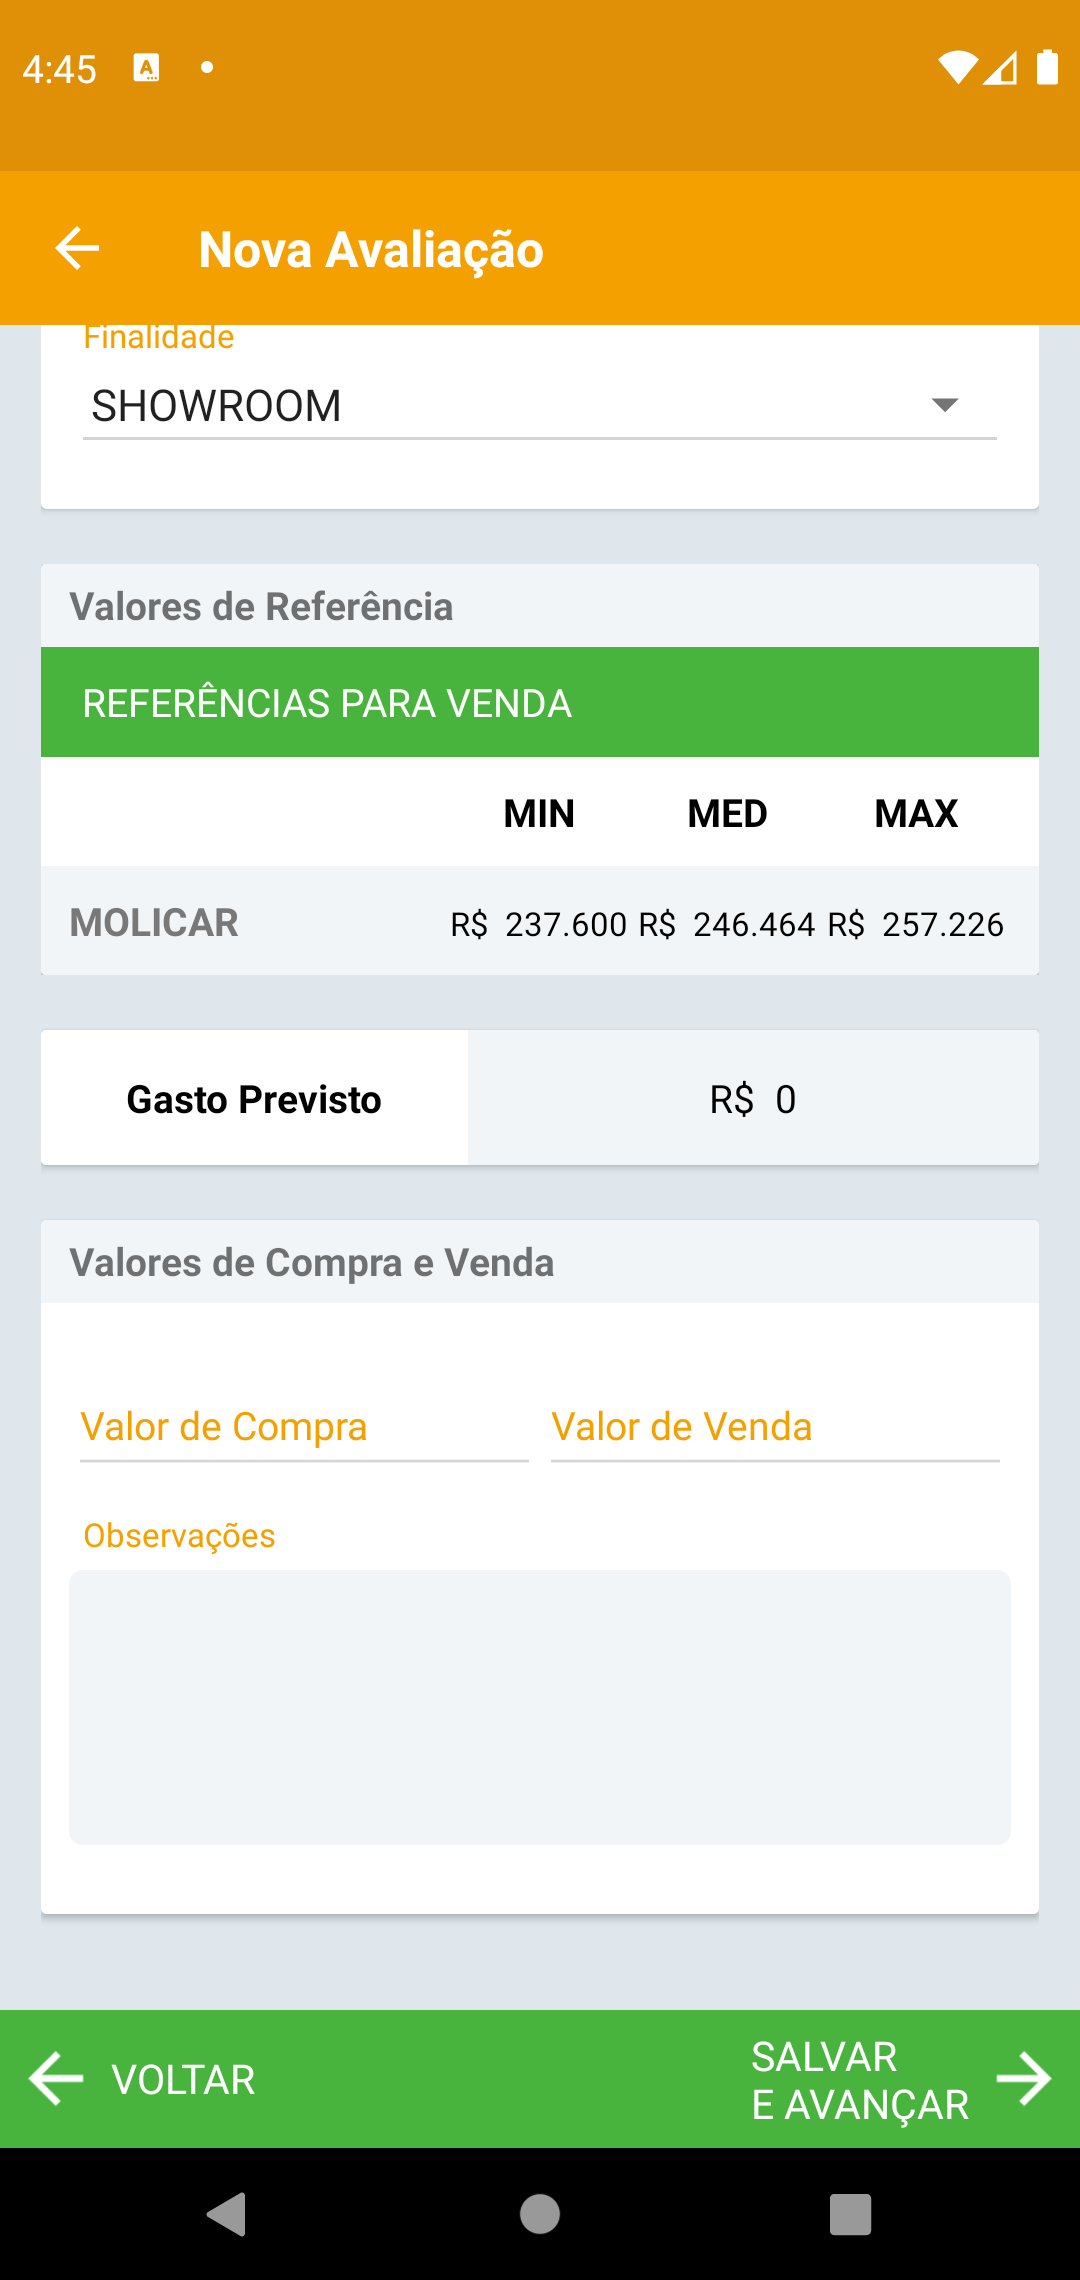 4:45
Nova Avaliação
Finalidade
SHOWROOM
Valores de Referência
REFERÊNCIAS PARA VENDA
MIN MED MAX
MOLICAR R$ 237.600 R$ 246.464 R$ 257.226
Gasto Previsto R$ 0
Valores de Compra e Venda
Valor de Compra Valor de Venda
Observações
VOLTAR
SALVAR
E AVANÇAR